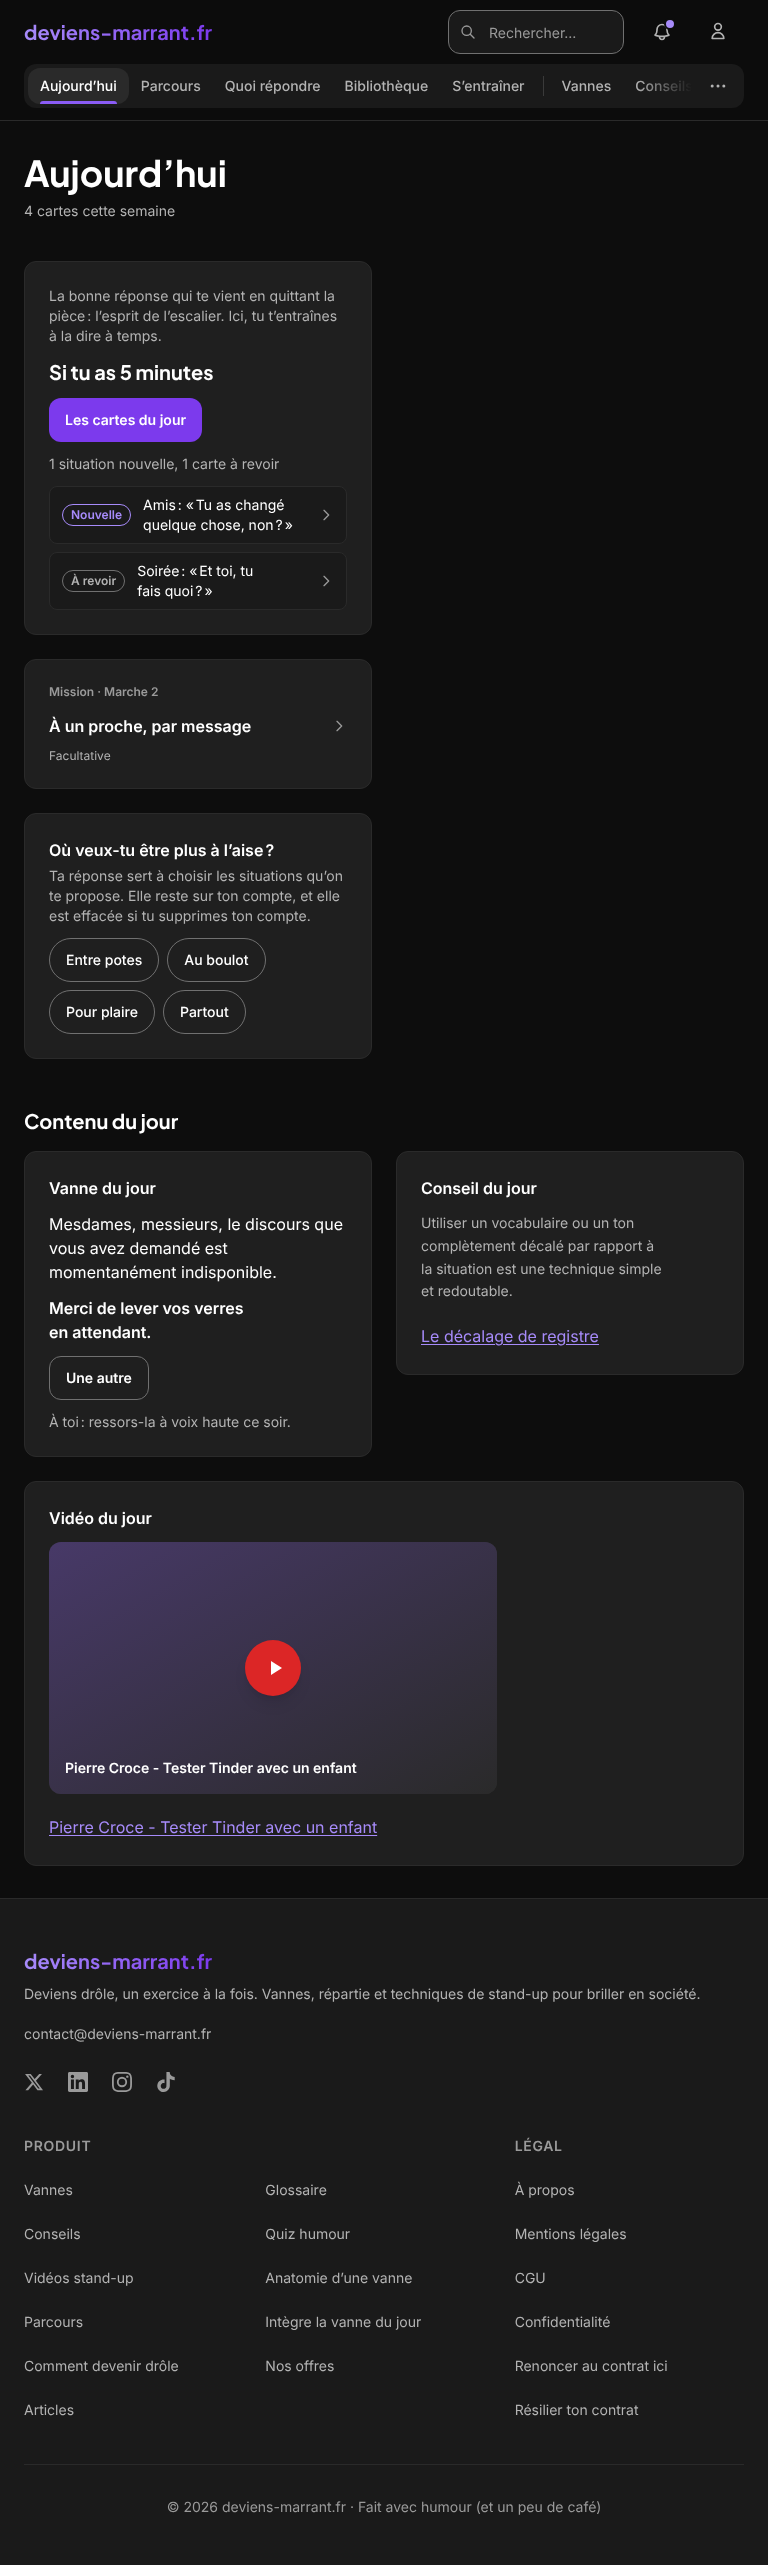 deviens-marrant.fr
Rechercher...
Aujourd’hui
Parcours
Quoi répondre
Bibliothèque
S’entraîner
Vannes
Conseils
Aujourd’hui
4 cartes cette semaine
La bonne réponse qui te vient en quittant la
pièce : l’esprit de l’escalier. Ici, tu t’entraînes
à la dire à temps.
Si tu as 5 minutes
Les cartes du jour
1 situation nouvelle, 1 carte à revoir
Nouvelle
Amis : « Tu as changé
quelque chose, non ? »
À revoir
Soirée : « Et toi, tu
fais quoi ? »
Mission · Marche 2
À un proche, par message
Facultative
Où veux-tu être plus à l’aise ?
Ta réponse sert à choisir les situations qu’on
te propose. Elle reste sur ton compte, et elle
est effacée si tu supprimes ton compte.
Entre potes
Au boulot
Pour plaire
Partout
Contenu du jour
Vanne du jour
Mesdames, messieurs, le discours que
vous avez demandé est
momentanément indisponible.
Merci de lever vos verres
en attendant.
Une autre
À toi : ressors-la à voix haute ce soir.
Conseil du jour
Utiliser un vocabulaire ou un ton
complètement décalé par rapport à
la situation est une technique simple
et redoutable.
Le décalage de registre
Vidéo du jour
Pierre Croce - Tester Tinder avec un enfant
Pierre Croce - Tester Tinder avec un enfant
deviens-marrant.fr
Deviens drôle, un exercice à la fois. Vannes, répartie et techniques de stand-up pour briller en société.
contact@deviens-marrant.fr
PRODUIT
Vannes
Conseils
Vidéos stand-up
Parcours
Comment devenir drôle
Articles
Glossaire
Quiz humour
Anatomie d’une vanne
Intègre la vanne du jour
Nos offres
LÉGAL
À propos
Mentions légales
CGU
Confidentialité
Renoncer au contrat ici
Résilier ton contrat
© 2026 deviens-marrant.fr · Fait avec humour (et un peu de café)